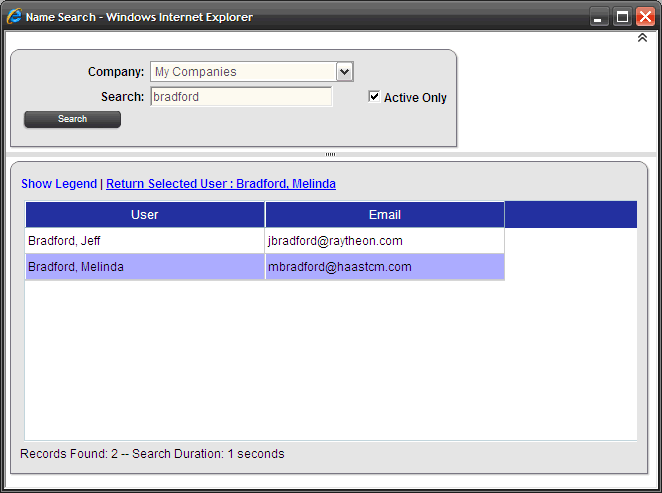 Name Search - Windows Internet Explorer
Company: My Companies
Search: bradford Active Only
Search
Show Legend | Return Selected User : Bradford, Melinda
User Email
Bradford, Jeff jbradford@raytheon.com
Bradford, Melinda mbradford@haastcm.com
Records Found: 2 -- Search Duration: 1 seconds